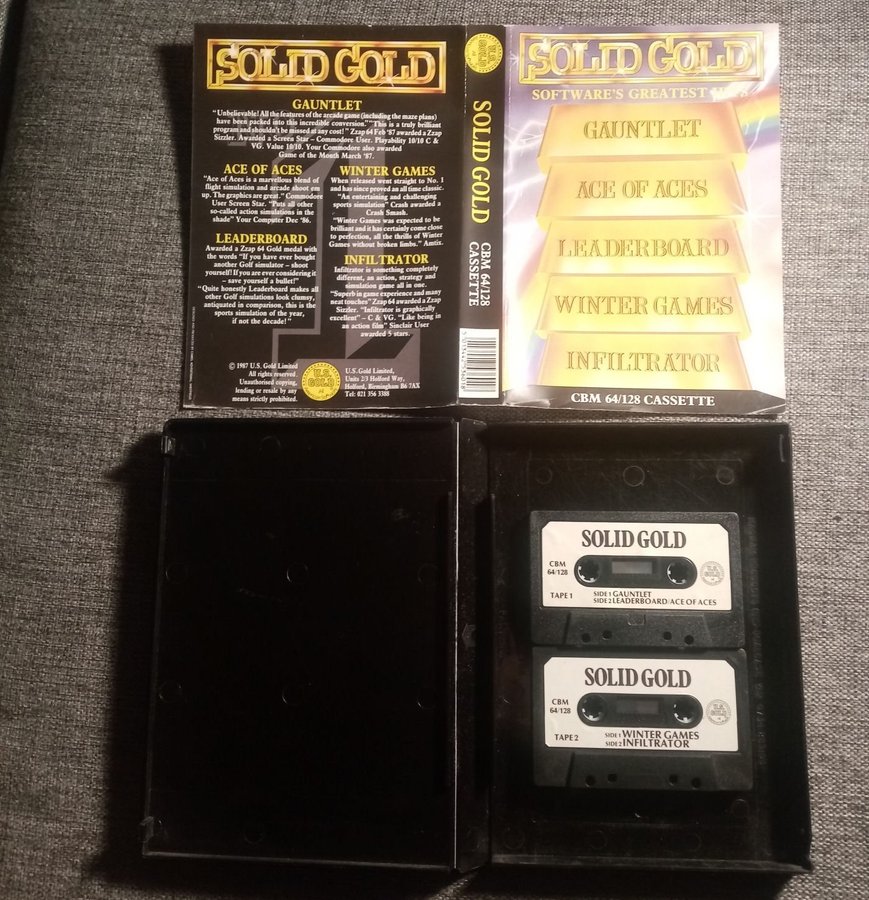 SOLID GOLD
GAUNTLET
"Unbelievable! All the features of the arcade game (including the maze plans)
have been packed into this incredible conversion." "This is a truly brilliant
program and shouldn't be missed at any cost!" Zzap 64 Feb '87 awarded a Zzap
Sizzler. Awarded a Screen Star – Commodore User. Playability 10/10 C &
VG. Value 10/10. Your Commodore also awarded
Game of the Month March '87.
ACE OF ACES
"Ace of Aces is a marvellous blend of
flight simulation and arcade shoot em
up. The graphics are great." Commodore
User Screen Star. "Puts all other
so-called action simulations in the
shade" Your Computer Dec '86.
LEADERBOARD
Awarded a Zzap 64 Gold medal with
the words "If you have ever bought
another Golf simulator – shoot
yourself! If you are ever considering it
– save yourself a bullet!"
"Quite honestly Leaderboard makes all
other Golf simulations look clumsy,
antiquated in comparison, this is the
sports simulation of the year,
if not the decade!"
WINTER GAMES
When released went straight to No. 1
and has since proved an all time classic.
"An entertaining and challenging
sports simulation" Crash awarded a
Crash Smash.
"Winter Games was expected to be
brilliant and it has certainly come close
to perfection, all the thrills of Winter
Games without broken limbs." Amtix.
INFILTRATOR
Infiltrator is something completely
different, an action, strategy and
simulation game all in one.
"Superb in game experience and many
neat touches" Zzap 64 awarded a Zzap
Sizzler. "Infiltrator is graphically
excellent" – C & VG. "Like being in
an action film" Sinclair User
awarded 5 stars.
© 1987 U.S. Gold Limited
All rights reserved.
Unauthorised copying,
lending or resale by any
means strictly prohibited.
U.S.
GOLD
U.S. Gold Limited,
Units 2/3 Holford Way,
Holford, Birmingham B6 7AX
Tel: 021 356 3388
U.S.
GOLD
SOLID GOLD
CBM 64/128
CASSETTE
SOLID GOLD
SOFTWARE'S GREATEST
GAUNTLET
ACE OF ACES
LEADERBOARD
WINTER GAMES
INFILTRATOR
CBM 64/128 CASSETTE
SOLID GOLD
CBM
64/128
U.S.
GOLD
TAPE 1
SIDE 1 GAUNTLET
SIDE 2 LEADERBOARD/ACE OF ACES
SOLID GOLD
CBM
64/128
U.S.
GOLD
TAPE 2
SIDE 1 WINTER GAMES
SIDE 2 INFILTRATOR